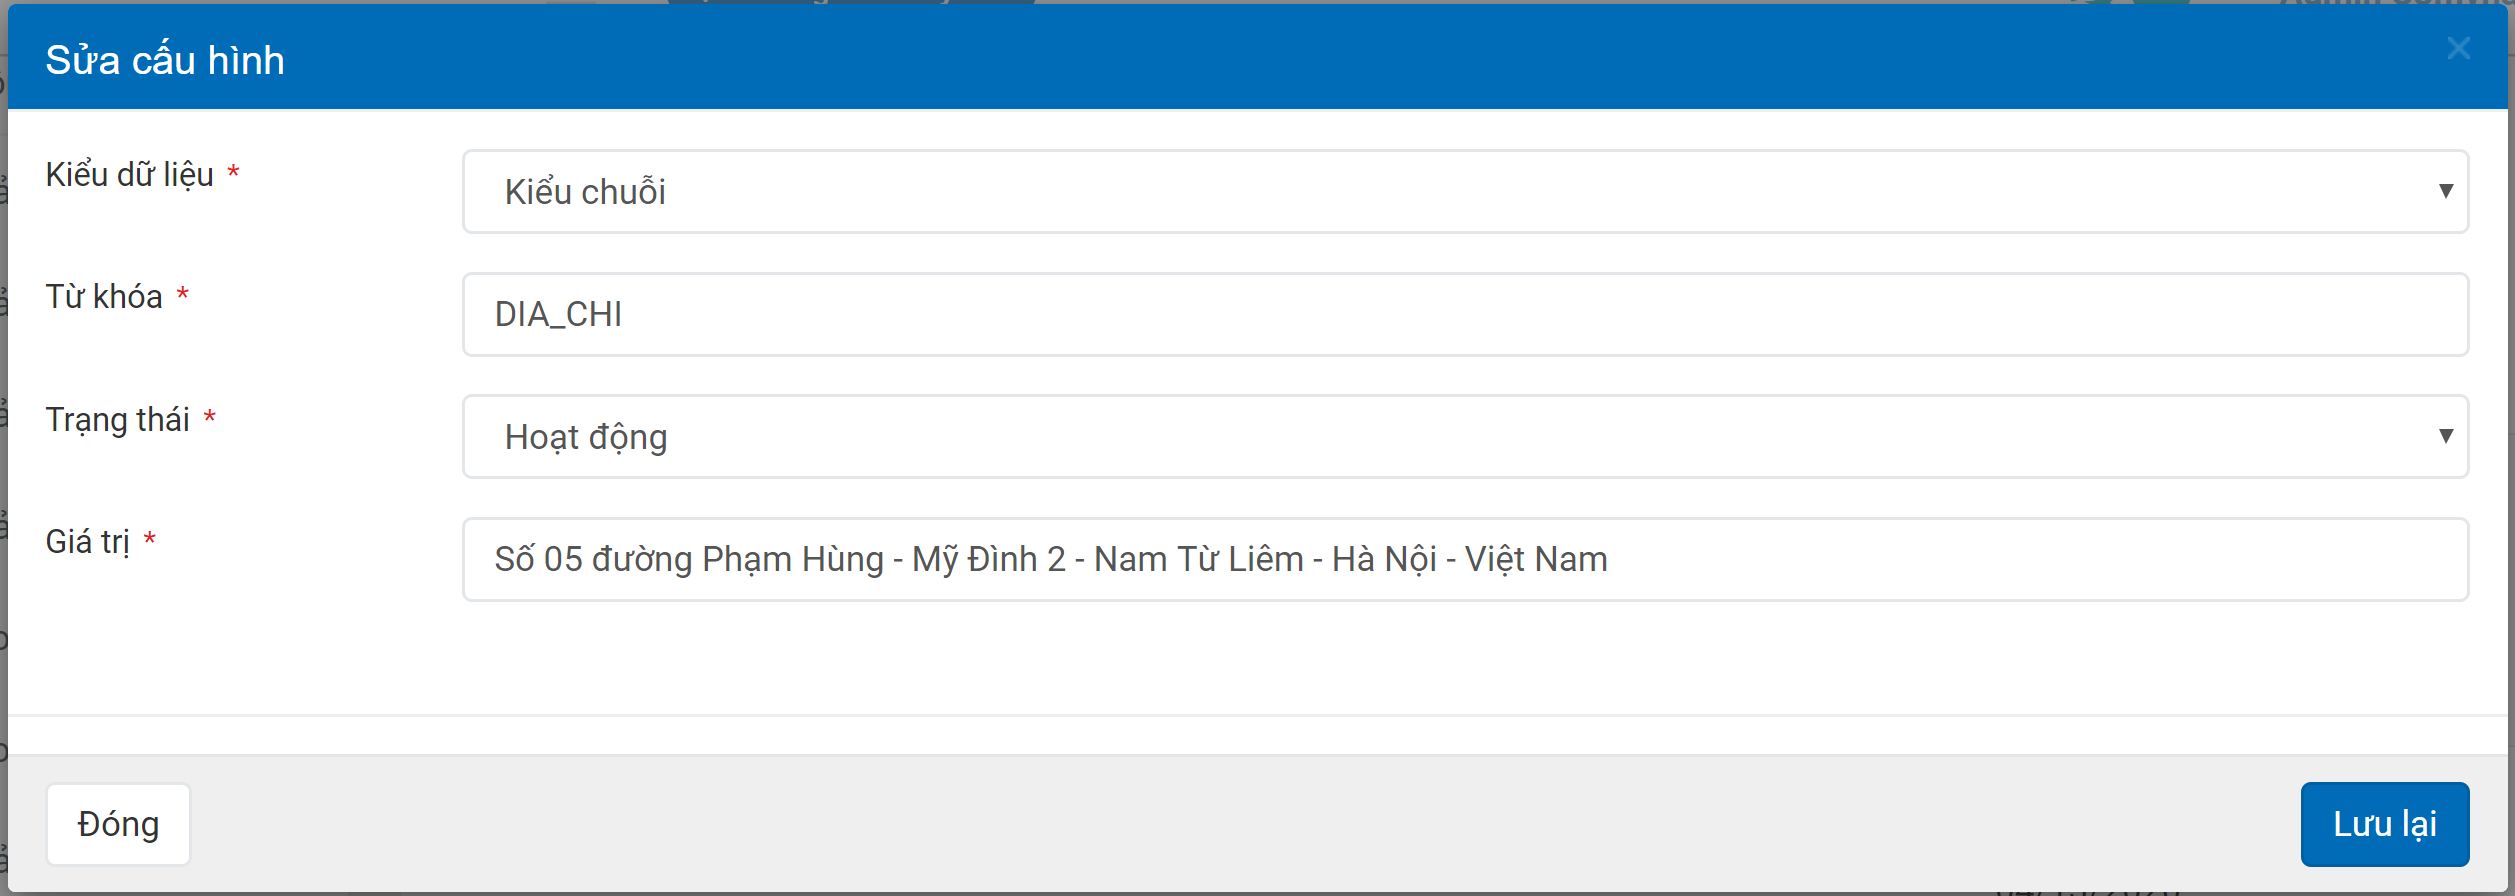 Sửa cấu hình
Kiểu dữ liệu *
Kiểu chuỗi
Từ khóa *
DIA_CHI
Trạng thái *
Hoạt động
Giá trị *
Số 05 đường Phạm Hùng - Mỹ Đình 2 - Nam Từ Liêm - Hà Nội - Việt Nam
Đóng
Lưu lại